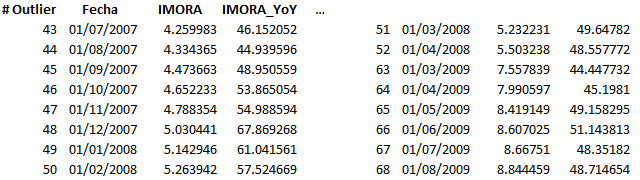 # Outlier Fecha IMORA IMORA_YoY ...
43 01/07/2007 4.259983 46.152052 51 01/03/2008 5.232231 49.64782
44 01/08/2007 4.334365 44.939596 52 01/04/2008 5.503238 48.557772
45 01/09/2007 4.473663 48.950559 63 01/03/2009 7.557839 44.447732
46 01/10/2007 4.652233 53.865054 64 01/04/2009 7.990597 45.1981
47 01/11/2007 4.788354 54.988594 65 01/05/2009 8.419149 49.158295
48 01/12/2007 5.030441 67.869268 66 01/06/2009 8.607025 51.143813
49 01/01/2008 5.142946 61.041561 67 01/07/2009 8.66751 48.35182
50 01/02/2008 5.263942 57.524669 68 01/08/2009 8.844459 48.714654